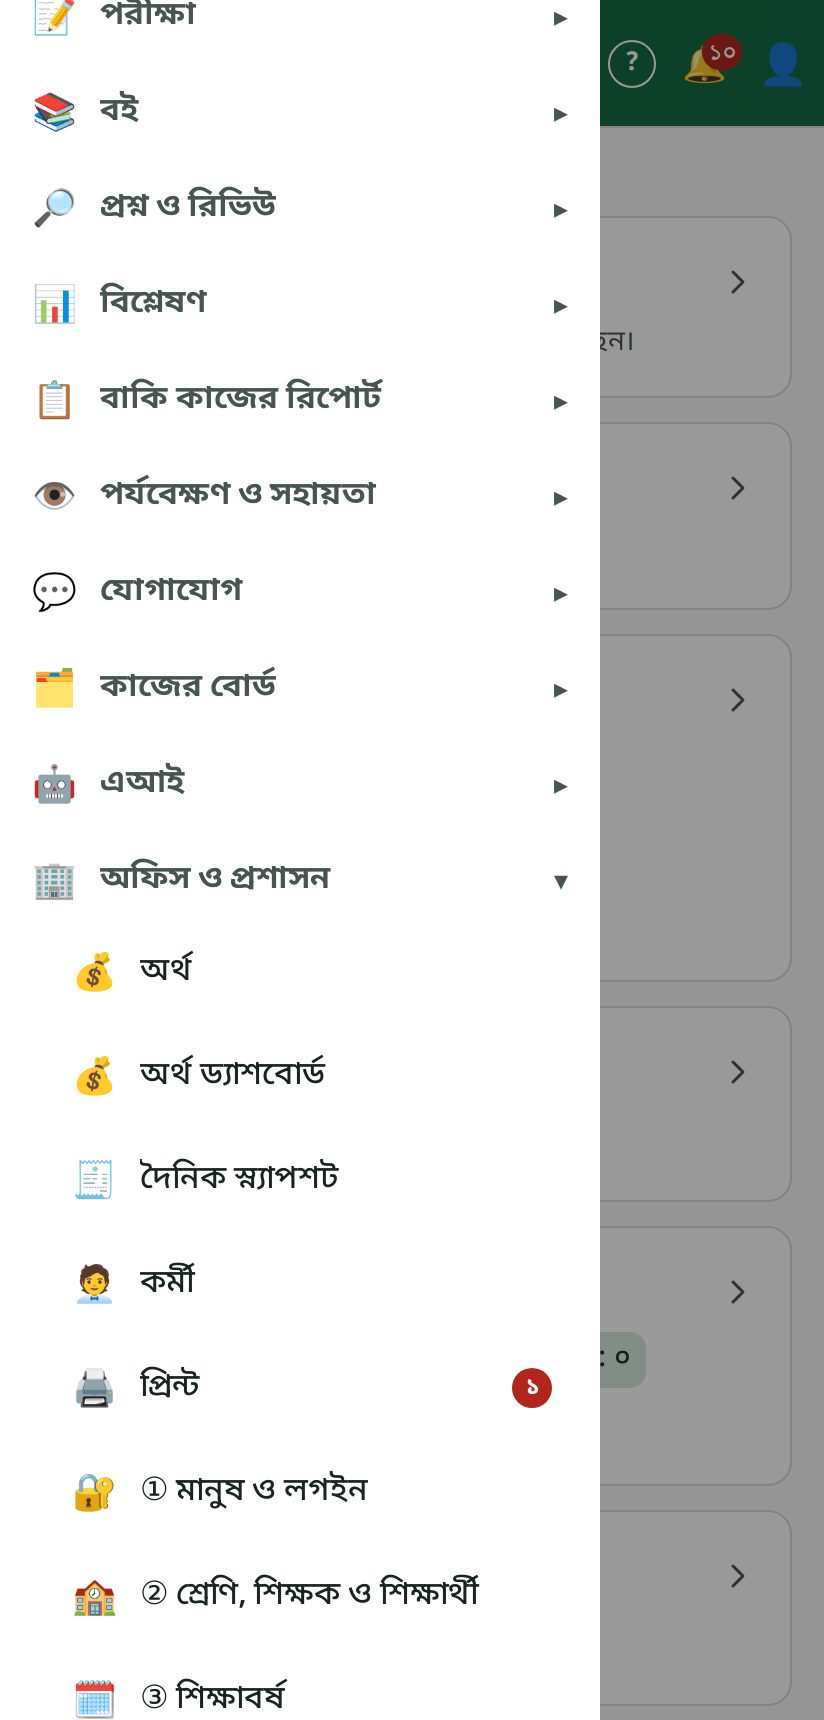 পরীক্ষা
?
১০
বই
প্রশ্ন ও রিভিউ
বিশ্লেষণ
বাকি কাজের রিপোর্ট
পর্যবেক্ষণ ও সহায়তা
যোগাযোগ
কাজের বোর্ড
এআই
অফিস ও প্রশাসন
অর্থ
অর্থ ড্যাশবোর্ড
দৈনিক স্ন্যাপশট
কর্মী
: ০
প্রিন্ট ১
① মানুষ ও লগইন
② শ্রেণি, শিক্ষক ও শিক্ষার্থী
③ শিক্ষাবর্ষ